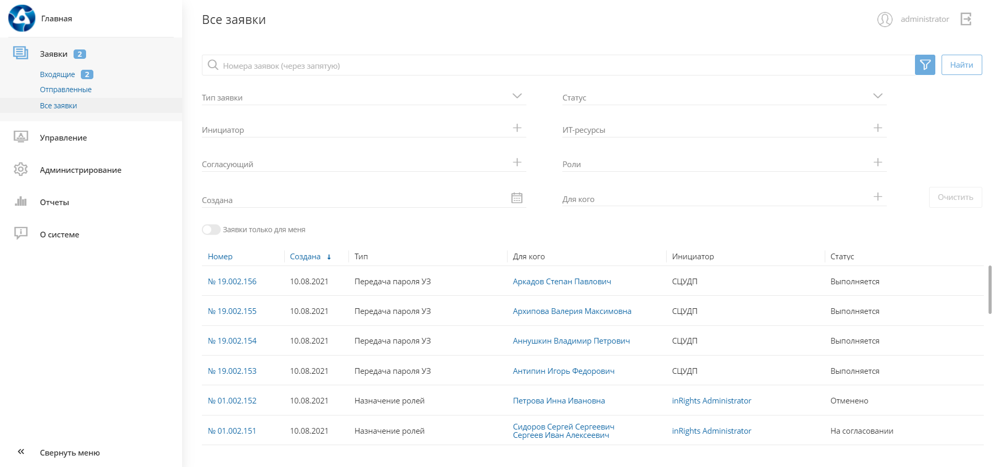 Главная
Заявки 2
Входящие 2
Отправленные
Все заявки
Управление
Администрирование
Отчеты
О системе
Свернуть меню
Все заявки
administrator
Номера заявок (через запятую)
Найти
Тип заявки
Статус
Инициатор
ИТ-ресурсы
Согласующий
Роли
Создана
Для кого
Очистить
Заявки только для меня
Номер Создана ↓ Тип Для кого Инициатор Статус
№ 19.002.156 10.08.2021 Передача пароля УЗ Аркадов Степан Павлович СЦУДП Выполняется
№ 19.002.155 10.08.2021 Передача пароля УЗ Архипова Валерия Максимовна СЦУДП Выполняется
№ 19.002.154 10.08.2021 Передача пароля УЗ Аннушкин Владимир Петрович СЦУДП Выполняется
№ 19.002.153 10.08.2021 Передача пароля УЗ Антипин Игорь Федорович СЦУДП Выполняется
№ 01.002.152 10.08.2021 Назначение ролей Петрова Инна Ивановна inRights Administrator Отменено
№ 01.002.151 10.08.2021 Назначение ролей Сидоров Сергей Сергеевич inRights Administrator На согласовании
Сергеев Иван Алексеевич